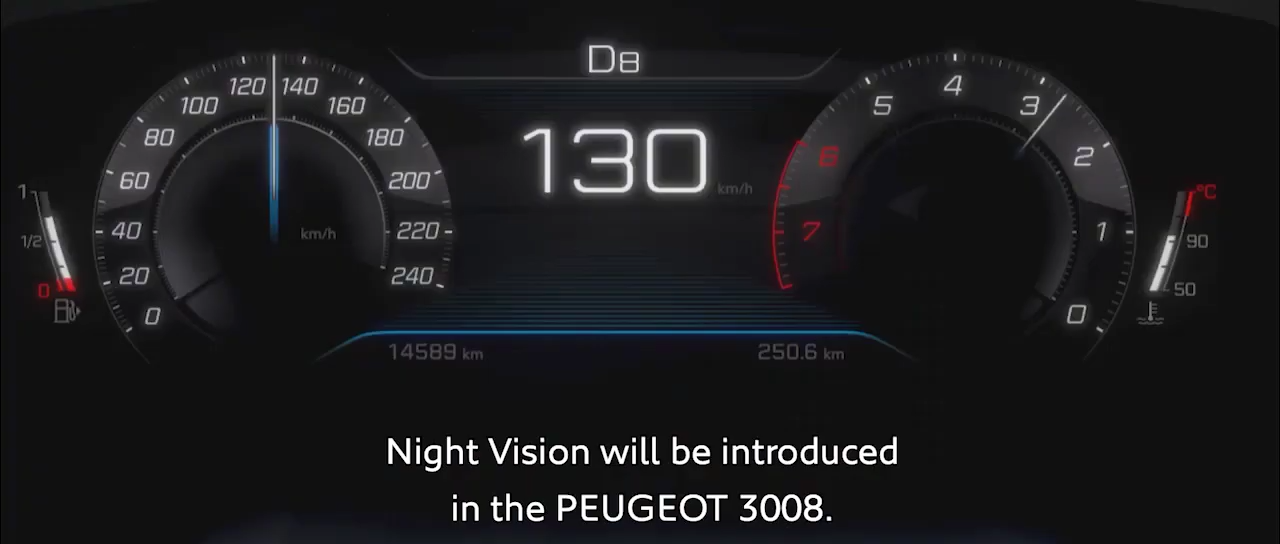 D8
120 140
100 160
80 180
60 200
40 220
20 240
0
km/h
130 km/h
4
5 3
6 2
7 1
0
1
1/2
0
°C
90
50
14589 km 250.6 km
Night Vision will be introduced
in the PEUGEOT 3008.